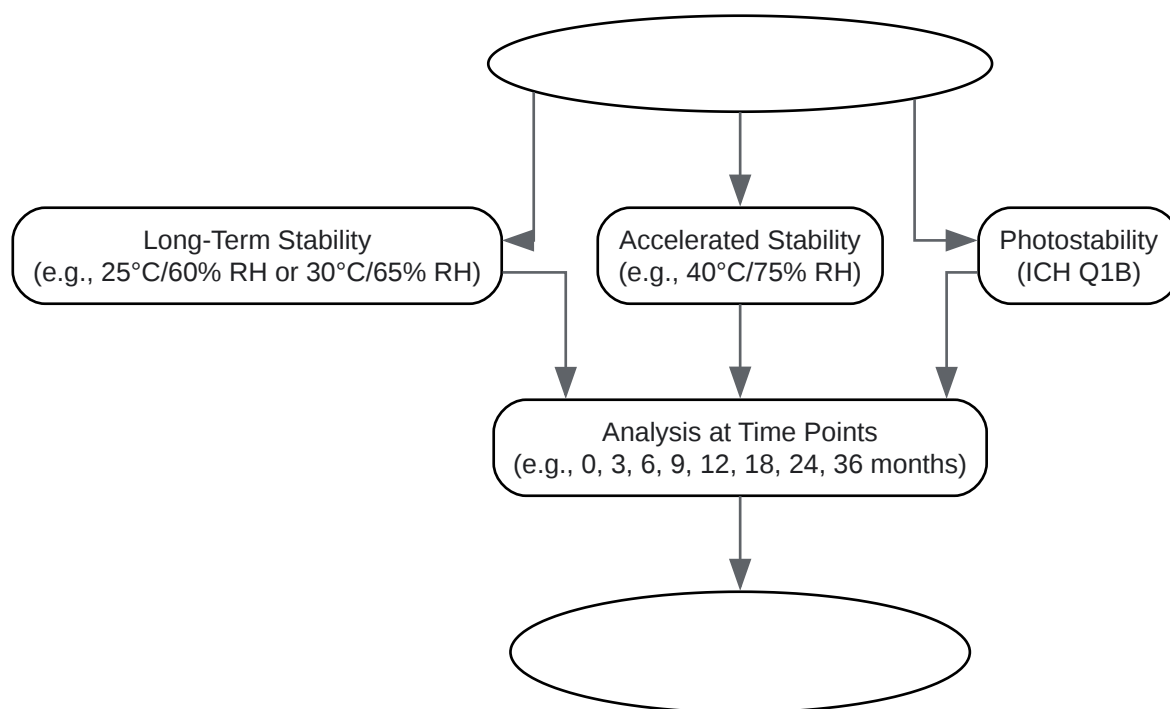 Long-Term Stability
(e.g., 25°C/60% RH or 30°C/65% RH)
Accelerated Stability
(e.g., 40°C/75% RH)
Photostability
(ICH Q1B)
Analysis at Time Points
(e.g., 0, 3, 6, 9, 12, 18, 24, 36 months)